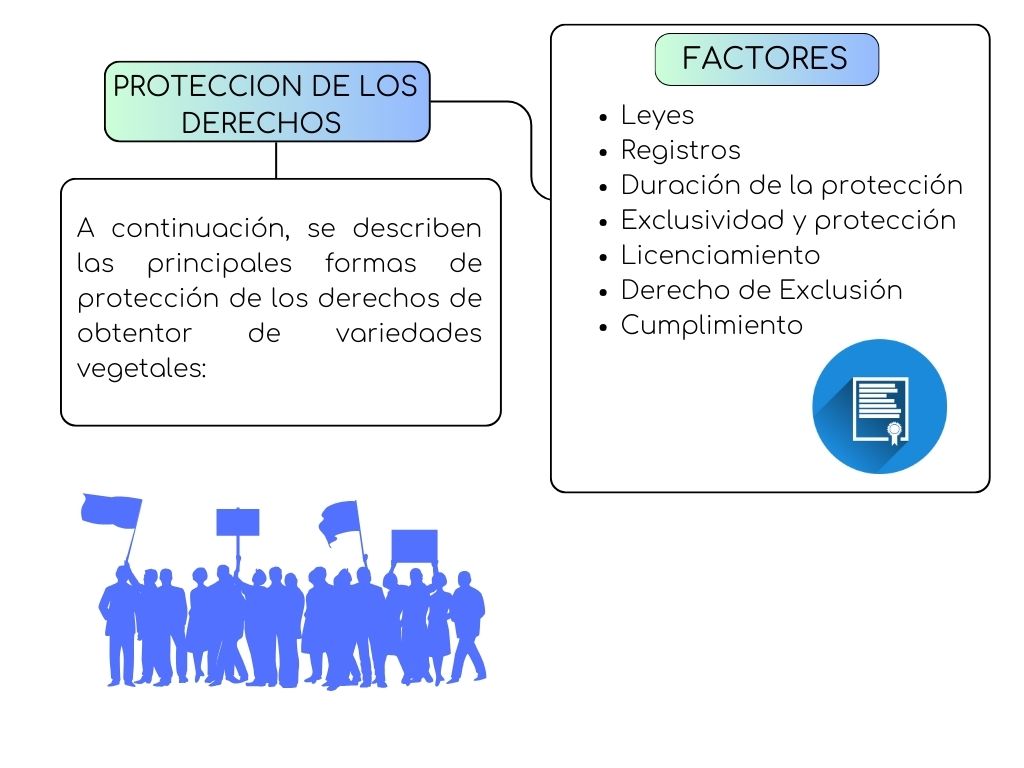 PROTECCION DE LOS
DERECHOS
A continuación, se describen
las principales formas de
protección de los derechos de
obtentor de variedades
vegetales:
FACTORES
• Leyes
• Registros
• Duración de la protección
• Exclusividad y protección
• Licenciamiento
• Derecho de Exclusión
• Cumplimiento